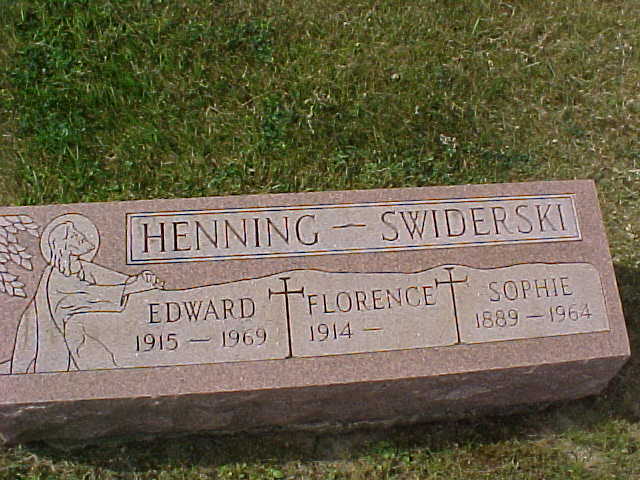 HENNING — SWIDERSKI
EDWARD
1915 — 1969
FLORENCE
1914 —
SOPHIE
1889 — 1964